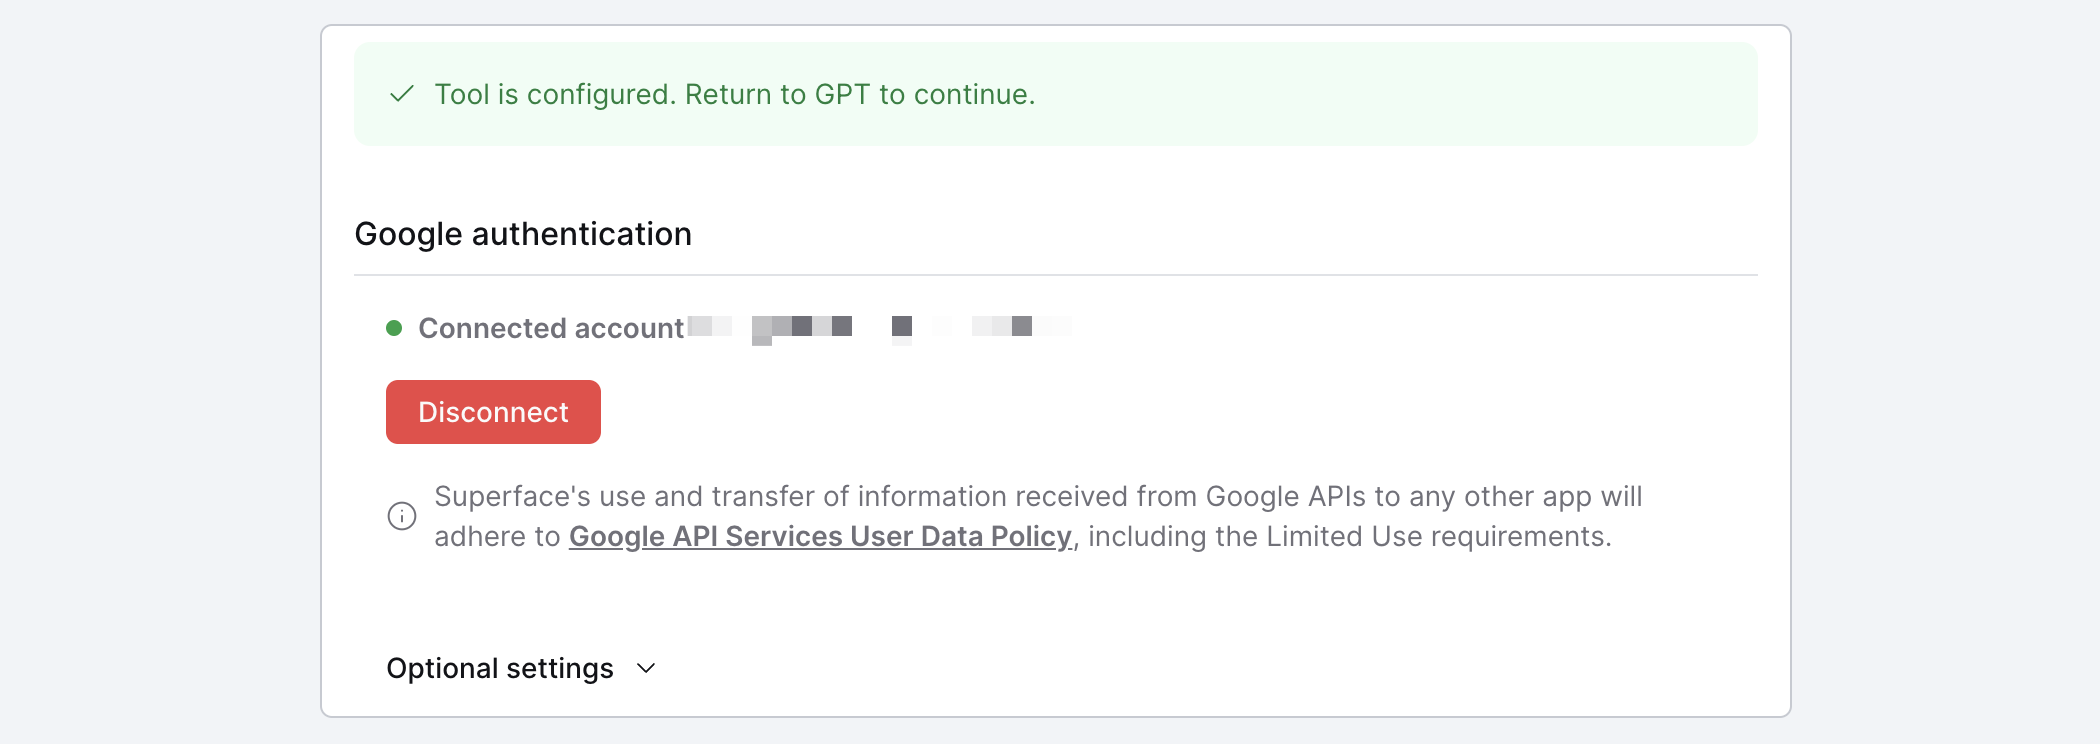 Tool is configured. Return to GPT to continue.
Google authentication
Connected account
Disconnect
Superface's use and transfer of information received from Google APIs to any other app will
adhere to Google API Services User Data Policy, including the Limited Use requirements.
Optional settings